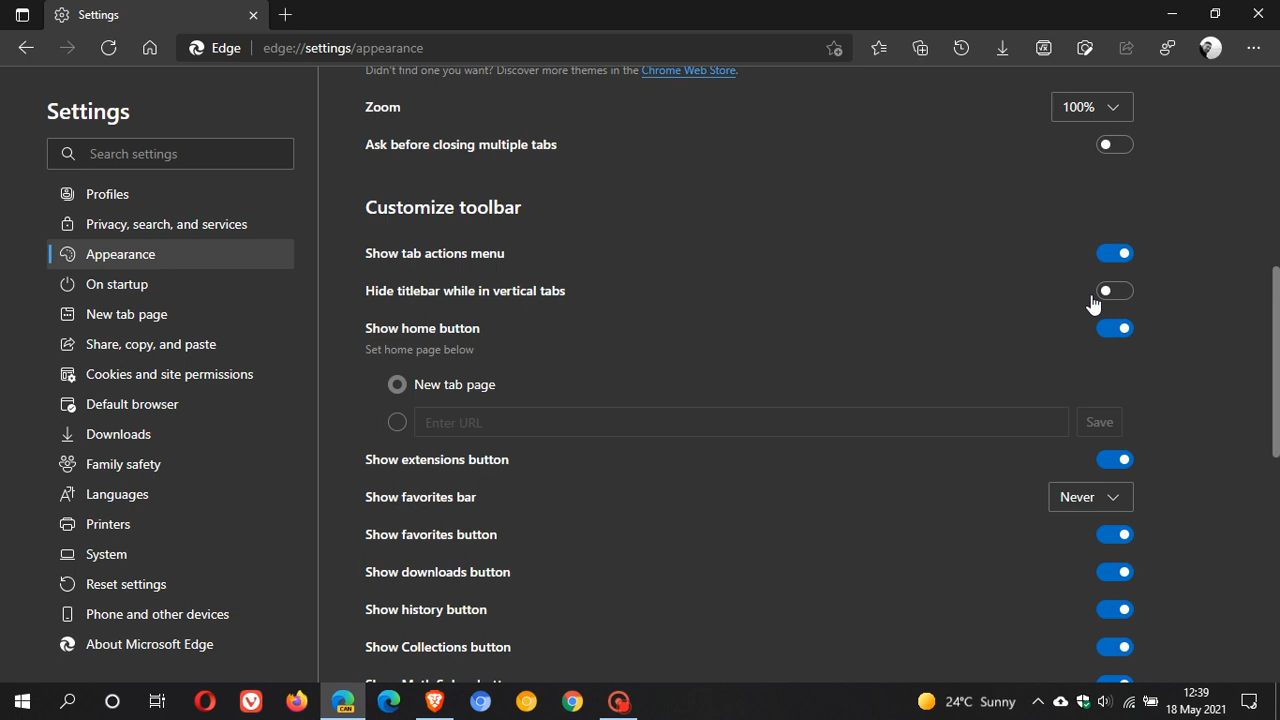 Settings
Edge
edge://settings/appearance
Didn't find one you want? Discover more themes in the Chrome Web Store.
Settings
Search settings
Profiles
Privacy, search, and services
Appearance
On startup
New tab page
Share, copy, and paste
Cookies and site permissions
Default browser
Downloads
Family safety
Languages
Printers
System
Reset settings
Phone and other devices
About Microsoft Edge
Zoom
100%
Ask before closing multiple tabs
Customize toolbar
Show tab actions menu
Hide titlebar while in vertical tabs
Show home button
Set home page below
New tab page
Enter URL
Save
Show extensions button
Show favorites bar
Never
Show favorites button
Show downloads button
Show history button
Show Collections button
CAN
24°C Sunny
12:39
18 May 2021